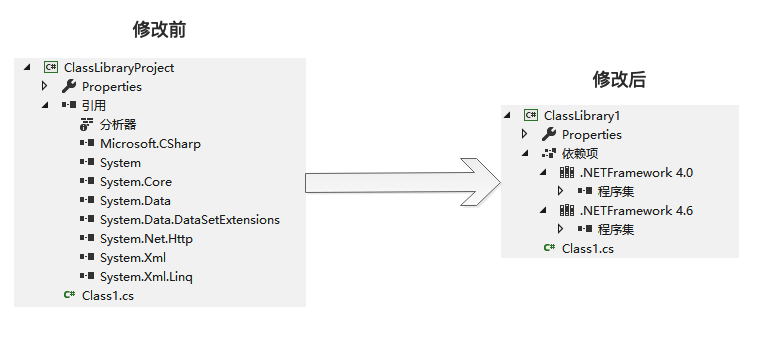 修改前
C# ClassLibraryProject
Properties
引用
分析器
Microsoft.CSharp
System
System.Core
System.Data
System.Data.DataSetExtensions
System.Net.Http
System.Xml
System.Xml.Linq
C# Class1.cs
修改后
C# ClassLibrary1
Properties
依赖项
.NETFramework 4.0
程序集
.NETFramework 4.6
程序集
C# Class1.cs